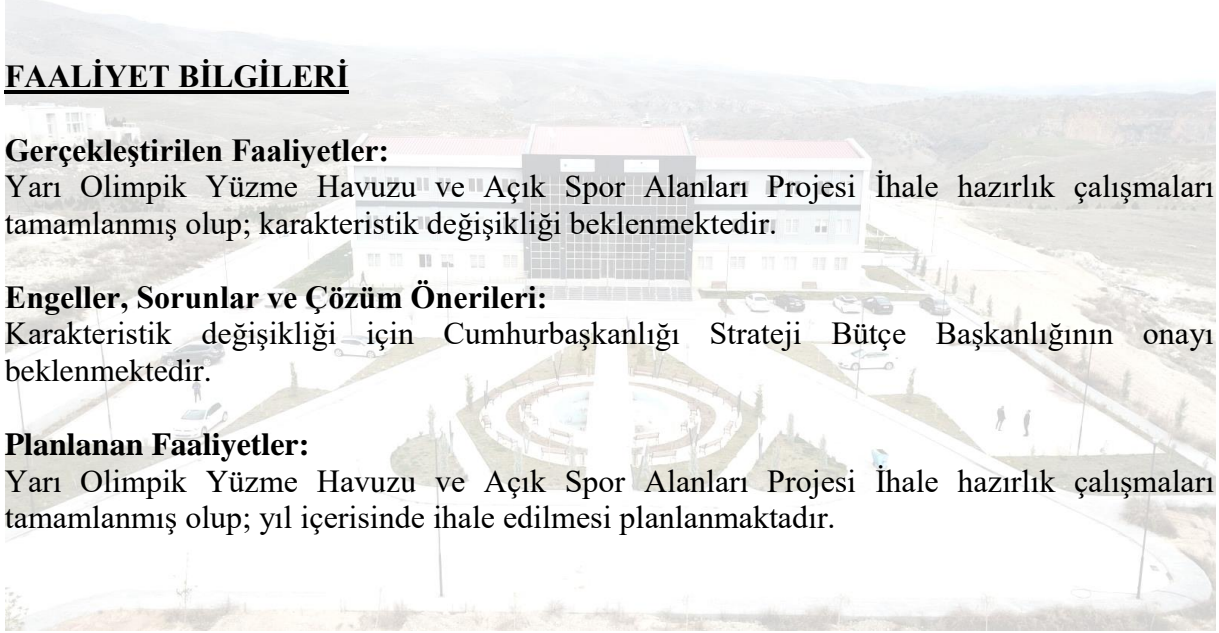 FAALİYET BİLGİLERİ
Gerçekleştirilen Faaliyetler:
Yarı Olimpik Yüzme Havuzu ve Açık Spor Alanları Projesi İhale hazırlık çalışmaları
tamamlanmış olup; karakteristik değişikliği beklenmektedir.
Engeller, Sorunlar ve Çözüm Önerileri:
Karakteristik değişikliği için Cumhurbaşkanlığı Strateji Bütçe Başkanlığının onayı
beklenmektedir.
Planlanan Faaliyetler:
Yarı Olimpik Yüzme Havuzu ve Açık Spor Alanları Projesi İhale hazırlık çalışmaları
tamamlanmış olup; yıl içerisinde ihale edilmesi planlanmaktadır.